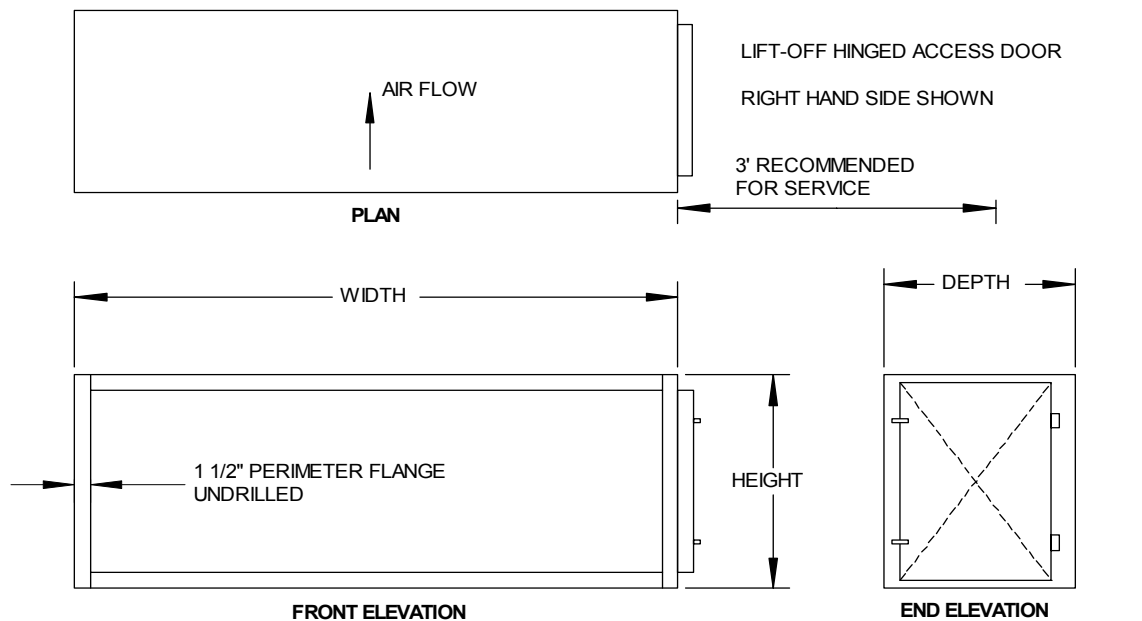 LIFT-OFF HINGED ACCESS DOOR
AIR FLOW
RIGHT HAND SIDE SHOWN
3' RECOMMENDED
FOR SERVICE
PLAN
WIDTH
DEPTH
1 1/2" PERIMETER FLANGE
UNDRILLED
HEIGHT
FRONT ELEVATION
END ELEVATION